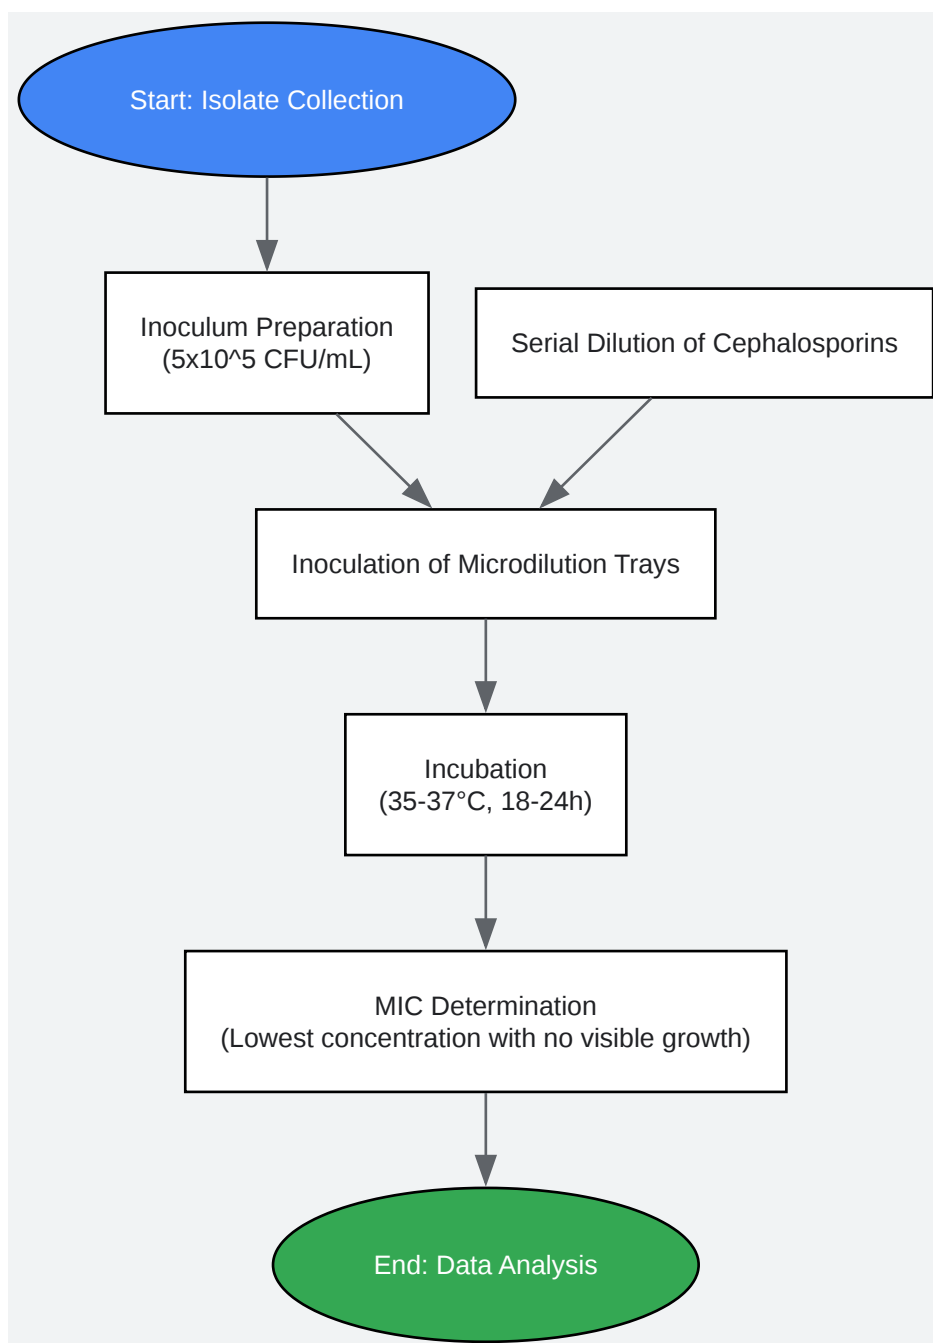 Start: Isolate Collection
Inoculum Preparation
(5x10^5 CFU/mL)
Serial Dilution of Cephalosporins
Inoculation of Microdilution Trays
Incubation
(35-37°C, 18-24h)
MIC Determination
(Lowest concentration with no visible growth)
End: Data Analysis